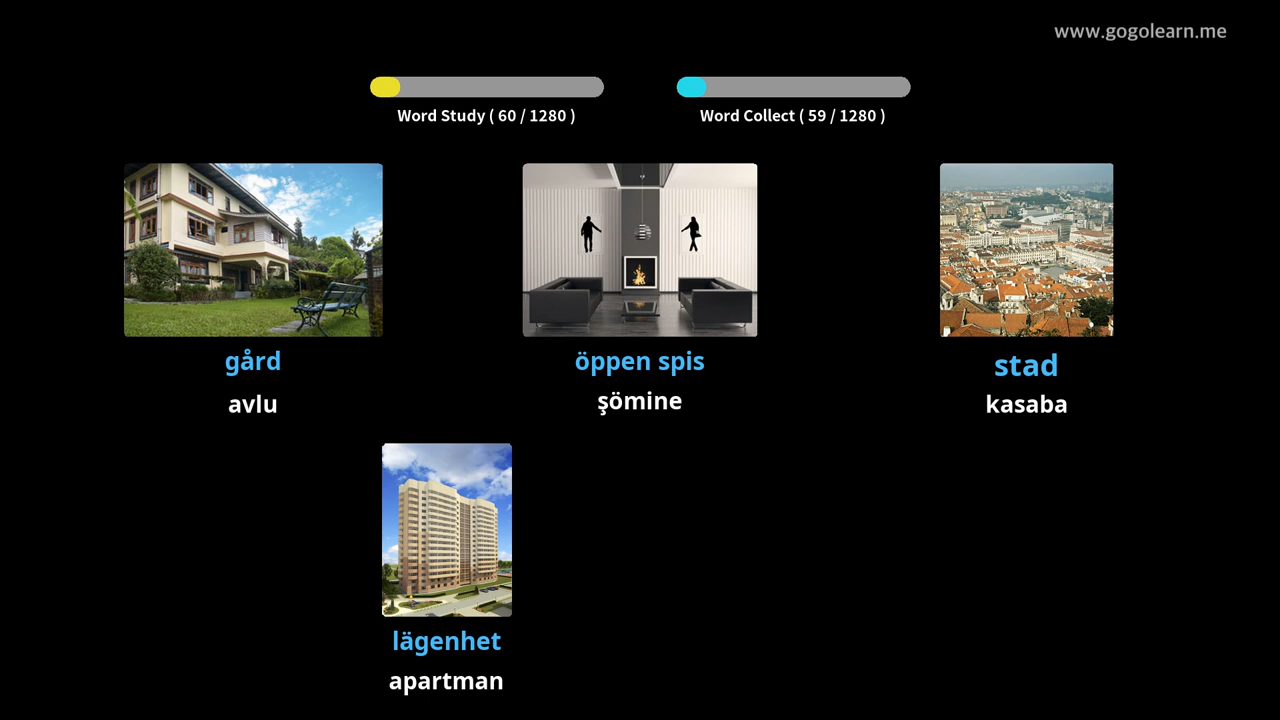 www.gogolearn.me
Word Study ( 60 / 1280 )
Word Collect ( 59 / 1280 )
gård
avlu
öppen spis
şömine
stad
kasaba
lägenhet
apartman